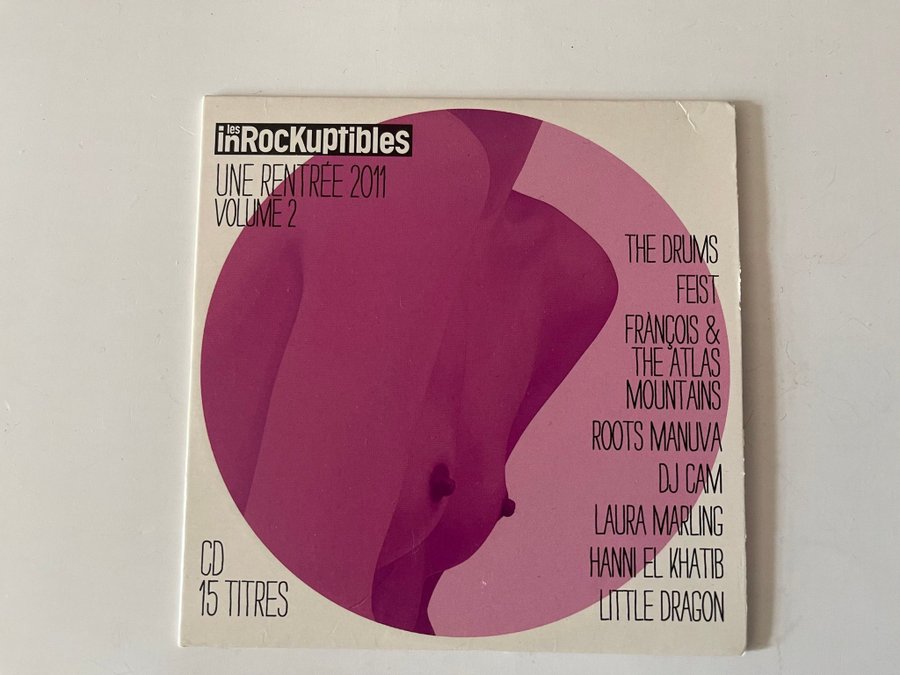 les inRocKuptibles
UNE RENTRÉE 2011
VOLUME 2
THE DRUMS
FEIST
FRÀNÇOIS &
THE ATLAS
MOUNTAINS
ROOTS MANUVA
DJ CAM
LAURA MARLING
HANNI EL KHATIB
LITTLE DRAGON
CD
15 TITRES